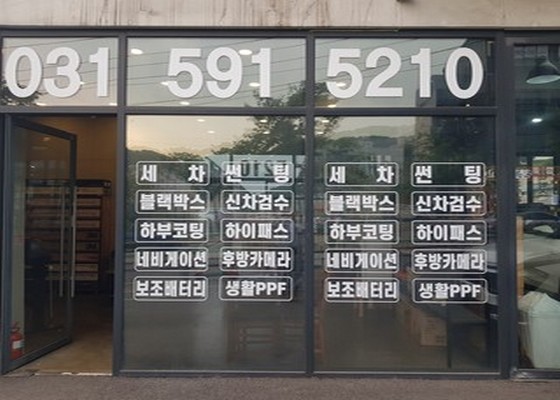 031 591 5210
세 차 썬 팅 세 차 썬 팅
블랙박스 신차검수 블랙박스 신차검수
하부코팅 하이패스 하부코팅 하이패스
네비게이션 후방카메라 네비게이션 후방카메라
보조배터리 생활PPF 보조배터리 생활PPF